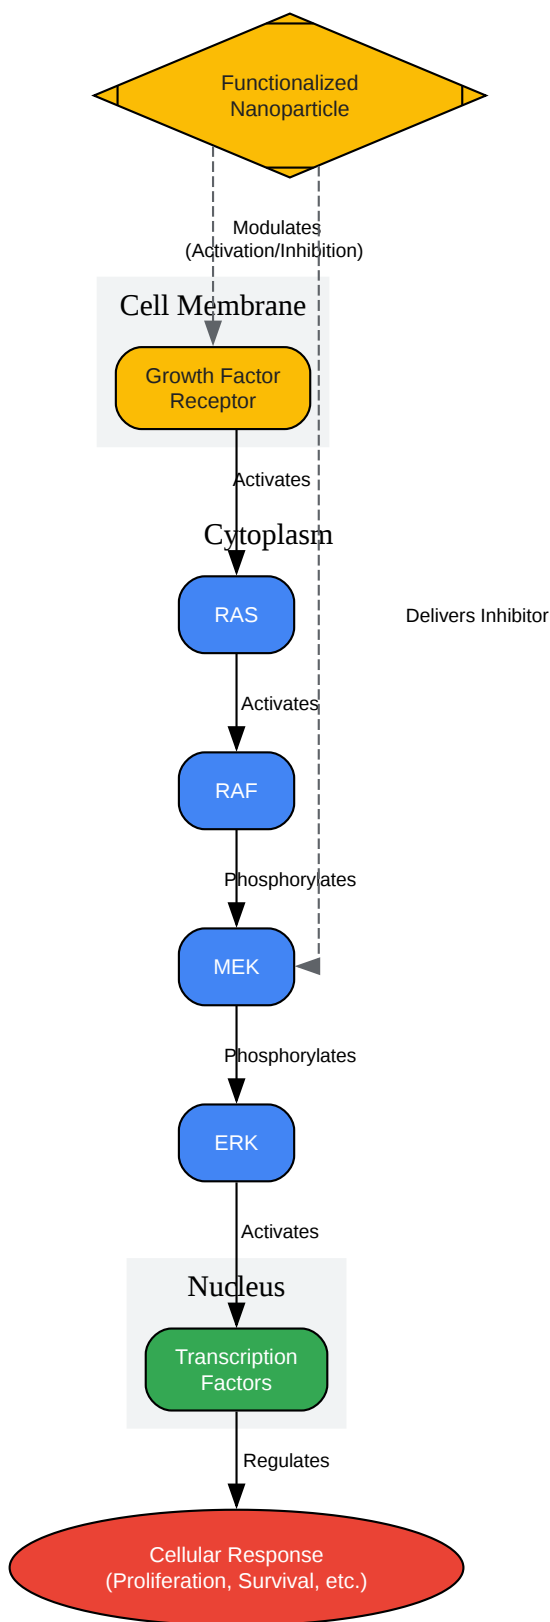 Functionalized
Nanoparticle
Modulates
(Activation/Inhibition)
Cell Membrane
Growth Factor
Receptor
Activates
Cytoplasm
RAS
Delivers Inhibitor
Activates
RAF
Phosphorylates
MEK
Phosphorylates
ERK
Activates
Nucleus
Transcription
Factors
Regulates
Cellular Response
(Proliferation, Survival, etc.)